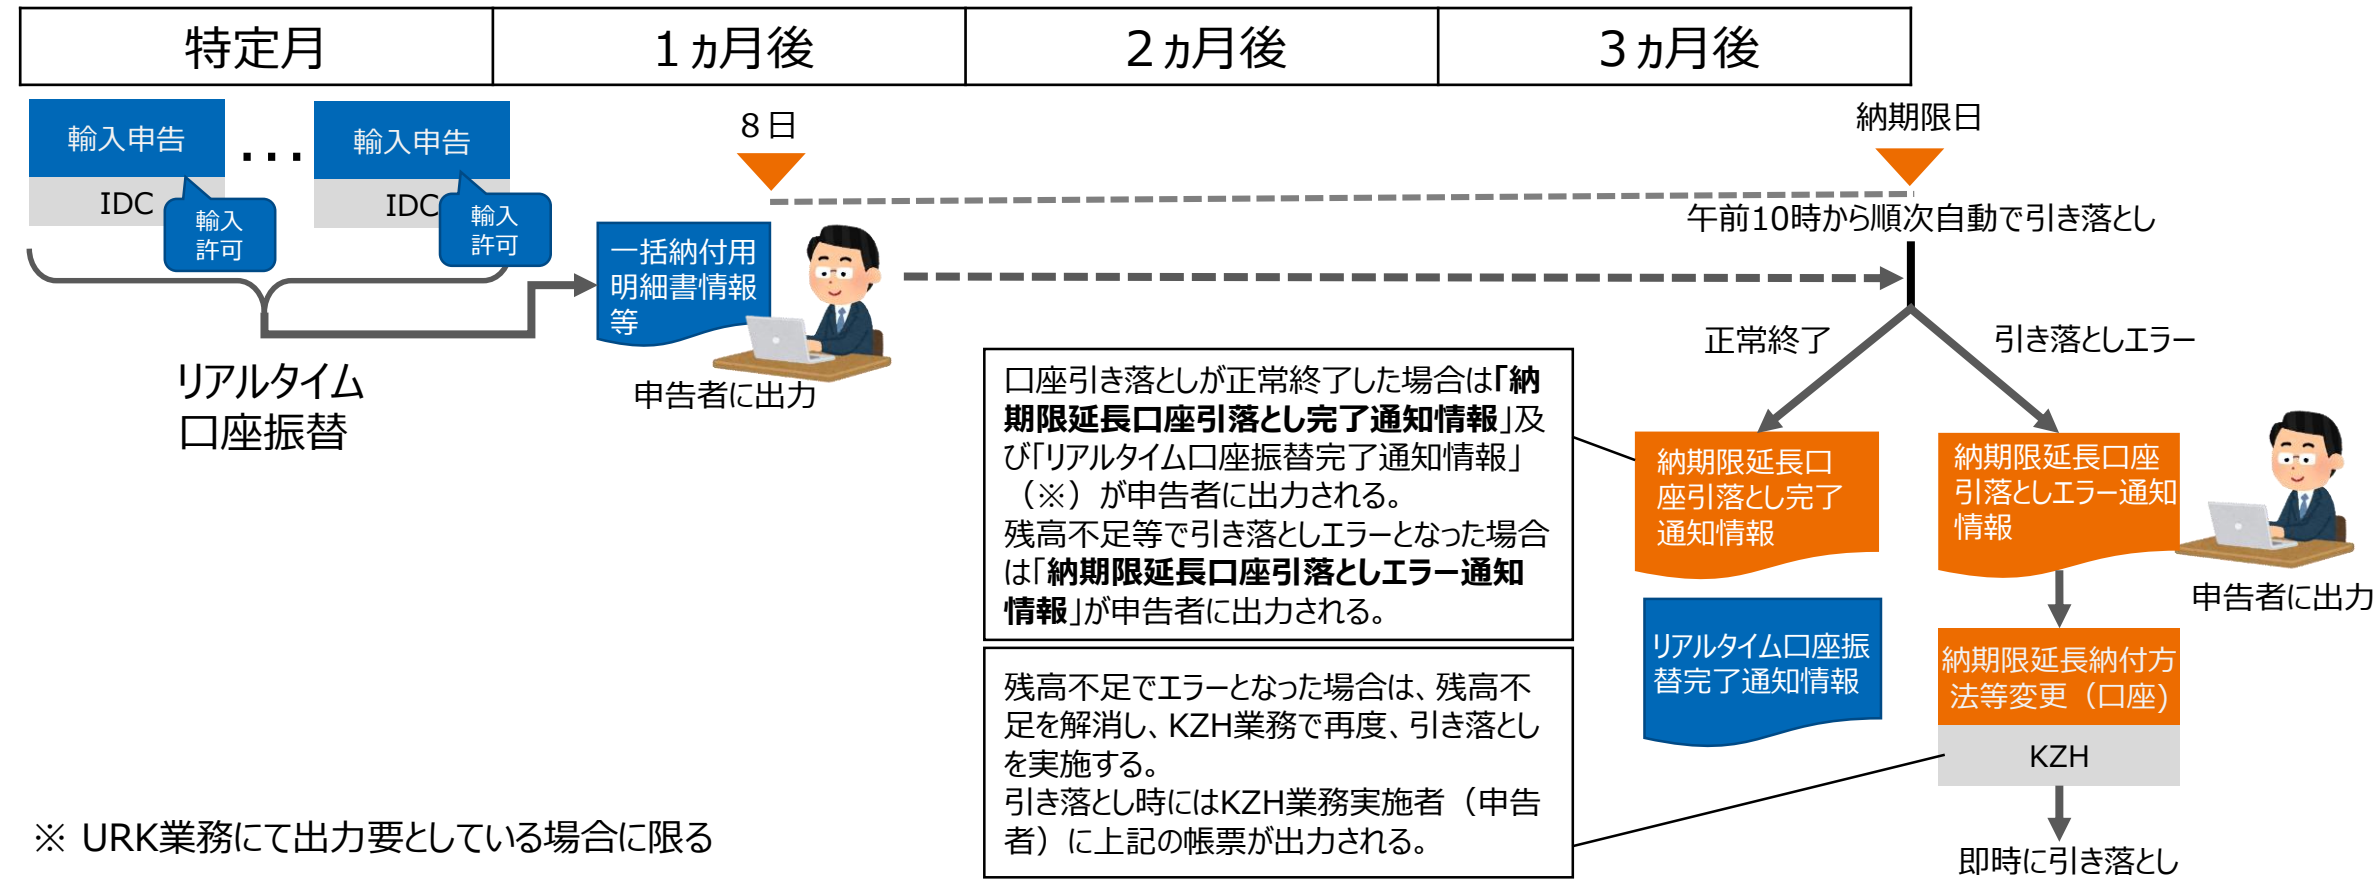 特定月
１ヵ月後
２ヵ月後
３ヵ月後
輸入申告
IDC
輸入
許可
・・・
輸入申告
IDC
輸入
許可
リアルタイム
口座振替
８日
一括納付用
明細書情報
等
申告者に出力
納期限日
午前10時から順次自動で引き落とし
正常終了
引き落としエラー
口座引き落としが正常終了した場合は「納
期限延長口座引落とし完了通知情報」及
び「リアルタイム口座振替完了通知情報」
（※）が申告者に出力される。
残高不足等で引き落としエラーとなった場合
は「納期限延長口座引落としエラー通知
情報」が申告者に出力される。
納期限延長口
座引落とし完了
通知情報
納期限延長口座
引落としエラー通知
情報
申告者に出力
リアルタイム口座振
替完了通知情報
納期限延長納付方
法等変更（口座)
KZH
残高不足でエラーとなった場合は、残高不
足を解消し、KZH業務で再度、引き落とし
を実施する。
引き落とし時にはKZH業務実施者（申告
者）に上記の帳票が出力される。
即時に引き落とし
※ URK業務にて出力要としている場合に限る